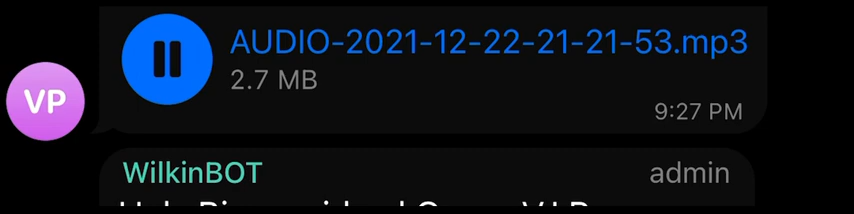 AUDIO-2021-12-22-21-21-53.mp3
2.7 MB
VP
9:27 PM
WilkinBOT admin